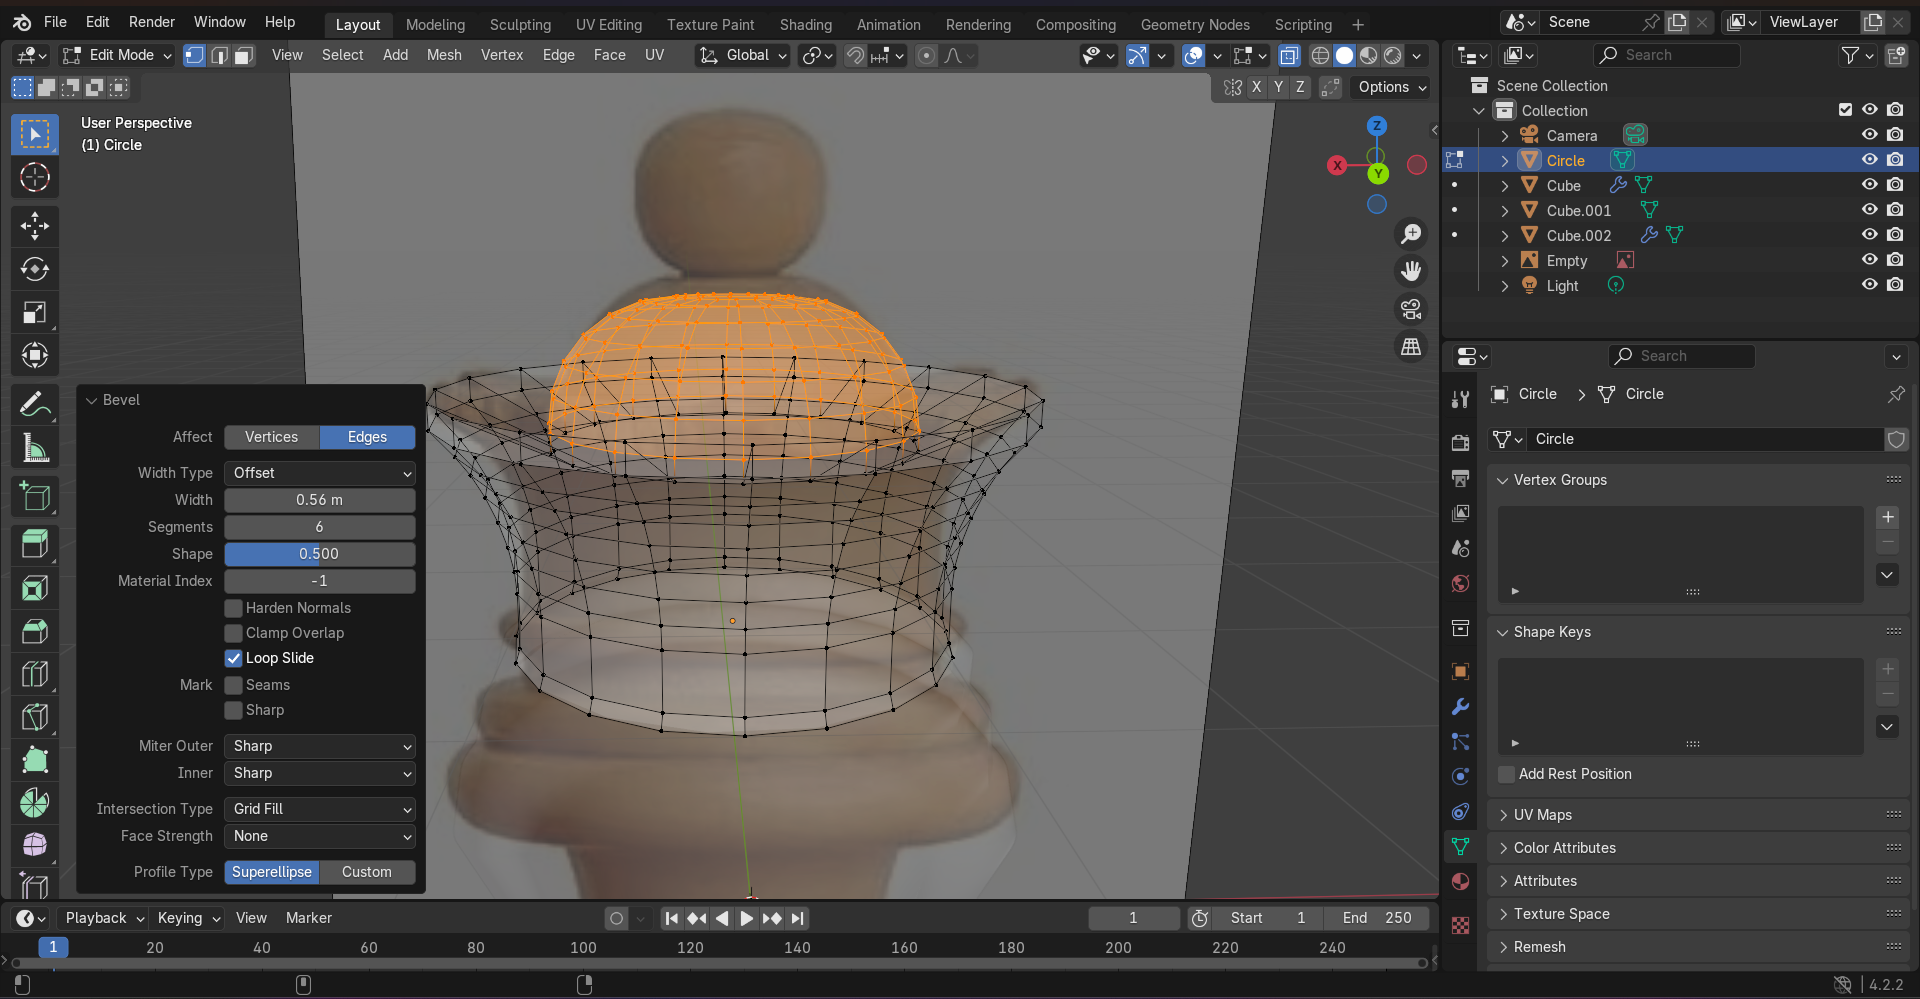 File Edit Render Window Help Layout Modeling Sculpting UV Editing Texture Paint Shading Animation Rendering Compositing Geometry Nodes Scripting + Scene ViewLayer
Edit Mode View Select Add Mesh Vertex Edge Face UV Global Search
X Y Z Options
User Perspective
(1) Circle
Z
X
Y
Scene Collection
Collection
Camera
Circle
Cube
Cube.001
Cube.002
Empty
Light
Search
Circle > Circle
Circle
Vertex Groups
Shape Keys
Add Rest Position
UV Maps
Color Attributes
Attributes
Texture Space
Remesh
Bevel
Affect Vertices Edges
Width Type Offset
Width 0.56 m
Segments 6
Shape 0.500
Material Index -1
Harden Normals
Clamp Overlap
Loop Slide
Mark Seams
Sharp
Miter Outer Sharp
Inner Sharp
Intersection Type Grid Fill
Face Strength None
Profile Type Superellipse Custom
Playback Keying View Marker 1 Start 1 End 250
1 20 40 60 80 100 120 140 160 180 200 220 240
4.2.2